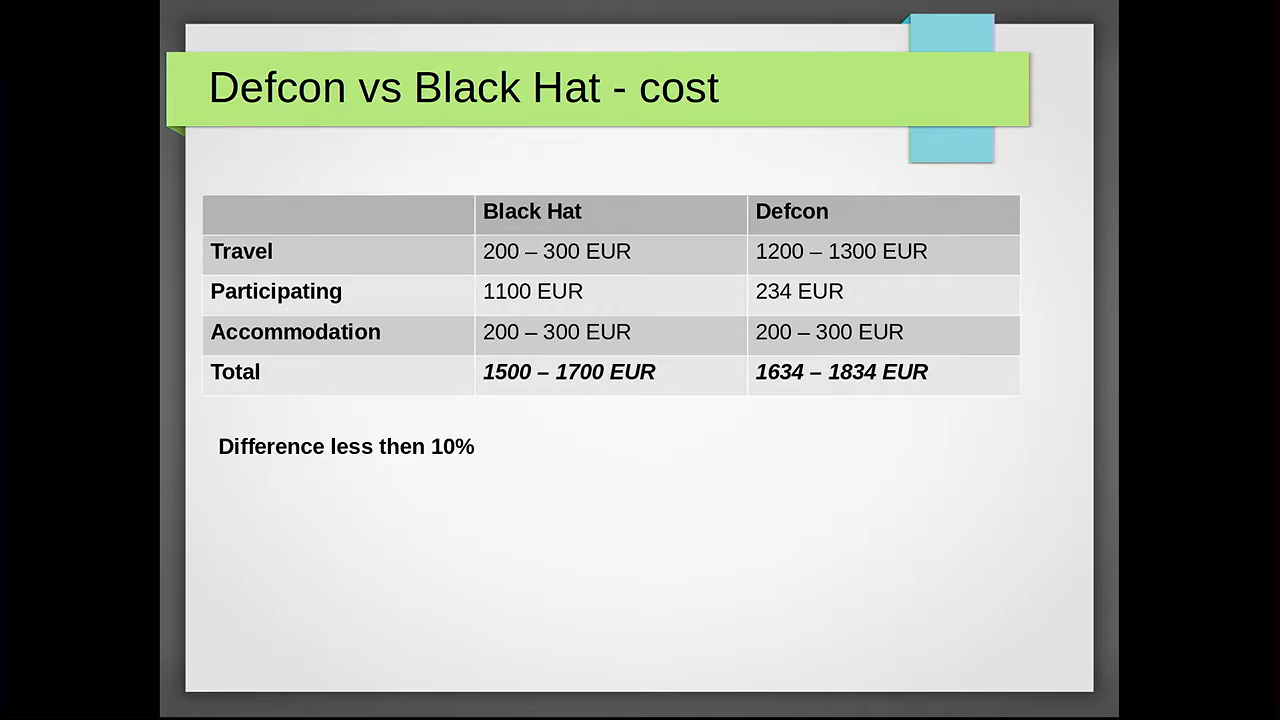 Defcon vs Black Hat - cost
Black Hat Defcon
Travel 200 – 300 EUR 1200 – 1300 EUR
Participating 1100 EUR 234 EUR
Accommodation 200 – 300 EUR 200 – 300 EUR
Total 1500 – 1700 EUR 1634 – 1834 EUR
Difference less then 10%